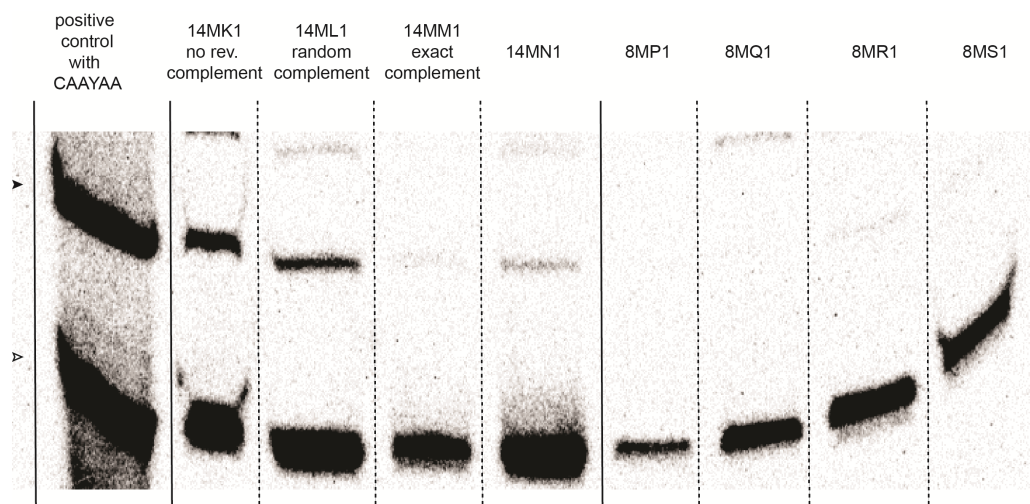 positive
control
with
CAAYAA
14MK1
no rev.
complement
14ML1
random
complement
14MM1
exact
complement
14MN1
8MP1
8MQ1
8MR1
8MS1